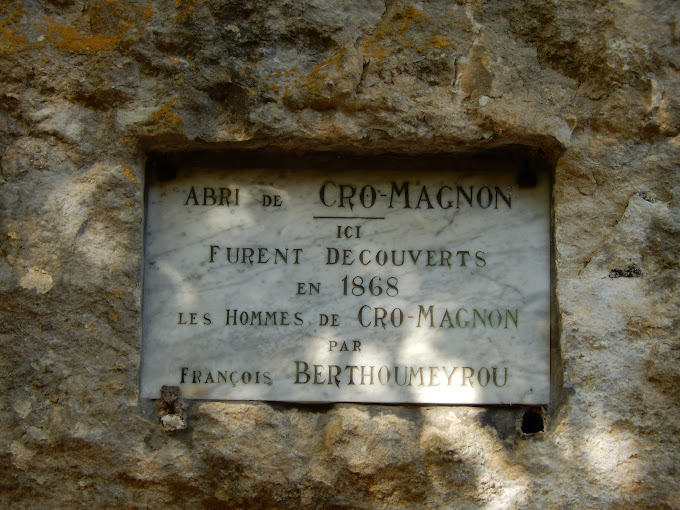 ABRI DE CRO-MAGNON
ICI
FURENT DECOUVERTS
EN 1868
LES HOMMES DE CRO-MAGNON
PAR
FRANÇOIS BERTHOUMEYROU